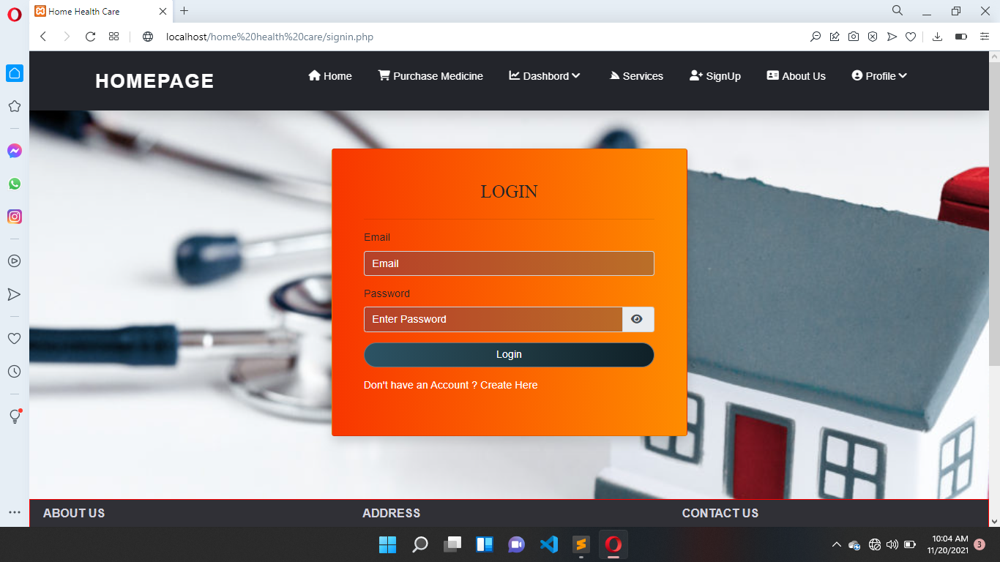 Home Health Care
localhost/home%20health%20care/signin.php
HOMEPAGE
Home
Purchase Medicine
Dashbord
Services
SignUp
About Us
Profile
LOGIN
Email
Email
Password
Enter Password
Login
Don't have an Account ? Create Here
ABOUT US
ADDRESS
CONTACT US
10:04 AM
11/20/2021
3